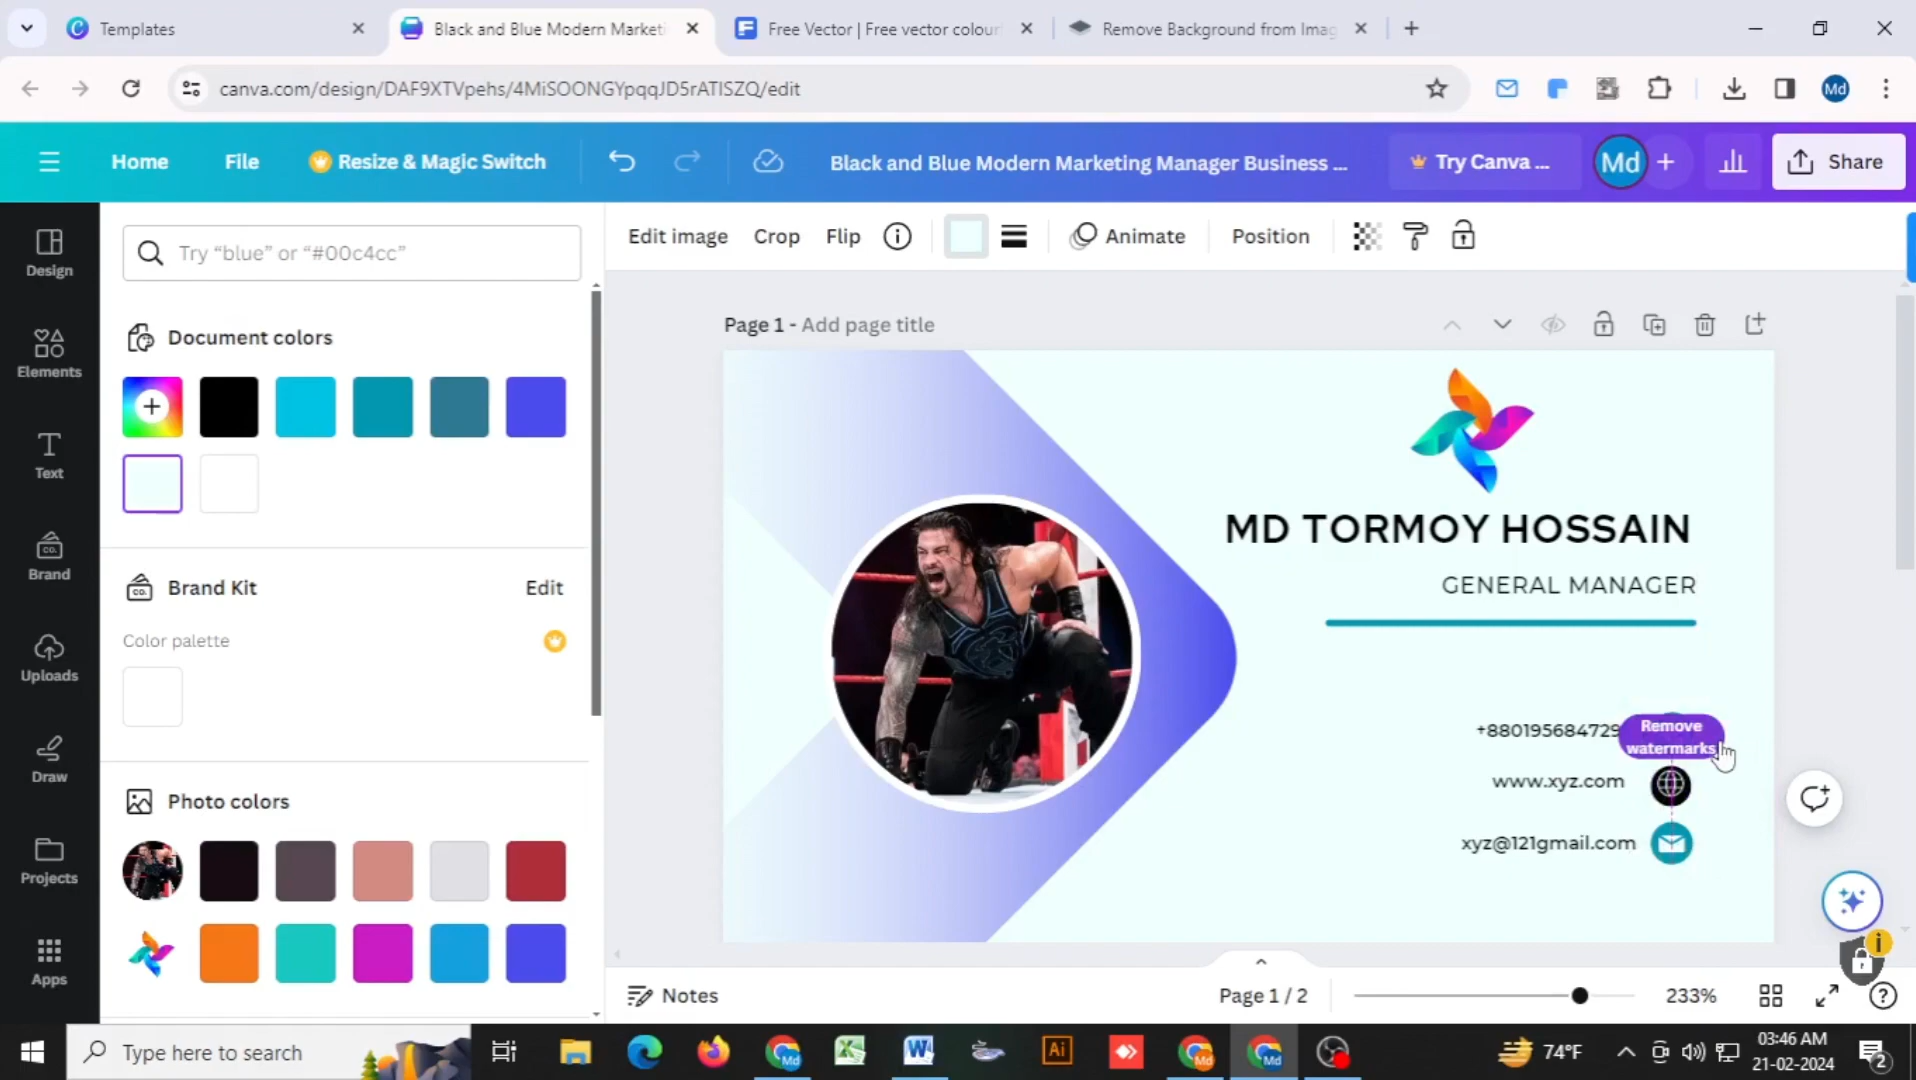 Templates
Black and Blue Modern Marketi
Free Vector | Free vector colour
Remove Background from Imag
canva.com/design/DAF9XTVpehs/4MiSOONGYpqqJD5rATISZQ/edit
Md
Home
File
Resize & Magic Switch
Black and Blue Modern Marketing Manager Business ...
Try Canva ...
Md
Share
Design
Elements
Text
Brand
Uploads
Draw
Projects
Apps
Try “blue” or “#00c4cc”
Document colors
Brand Kit
Edit
Color palette
Photo colors
Edit image
Crop
Flip
Animate
Position
Page 1 - Add page title
MD TORMOY HOSSAIN
GENERAL MANAGER
+880195684729
Remove
watermarks
www.xyz.com
xyz@121gmail.com
Notes
Page 1 / 2
233%
Type here to search
74°F
03:46 AM
21-02-2024
2